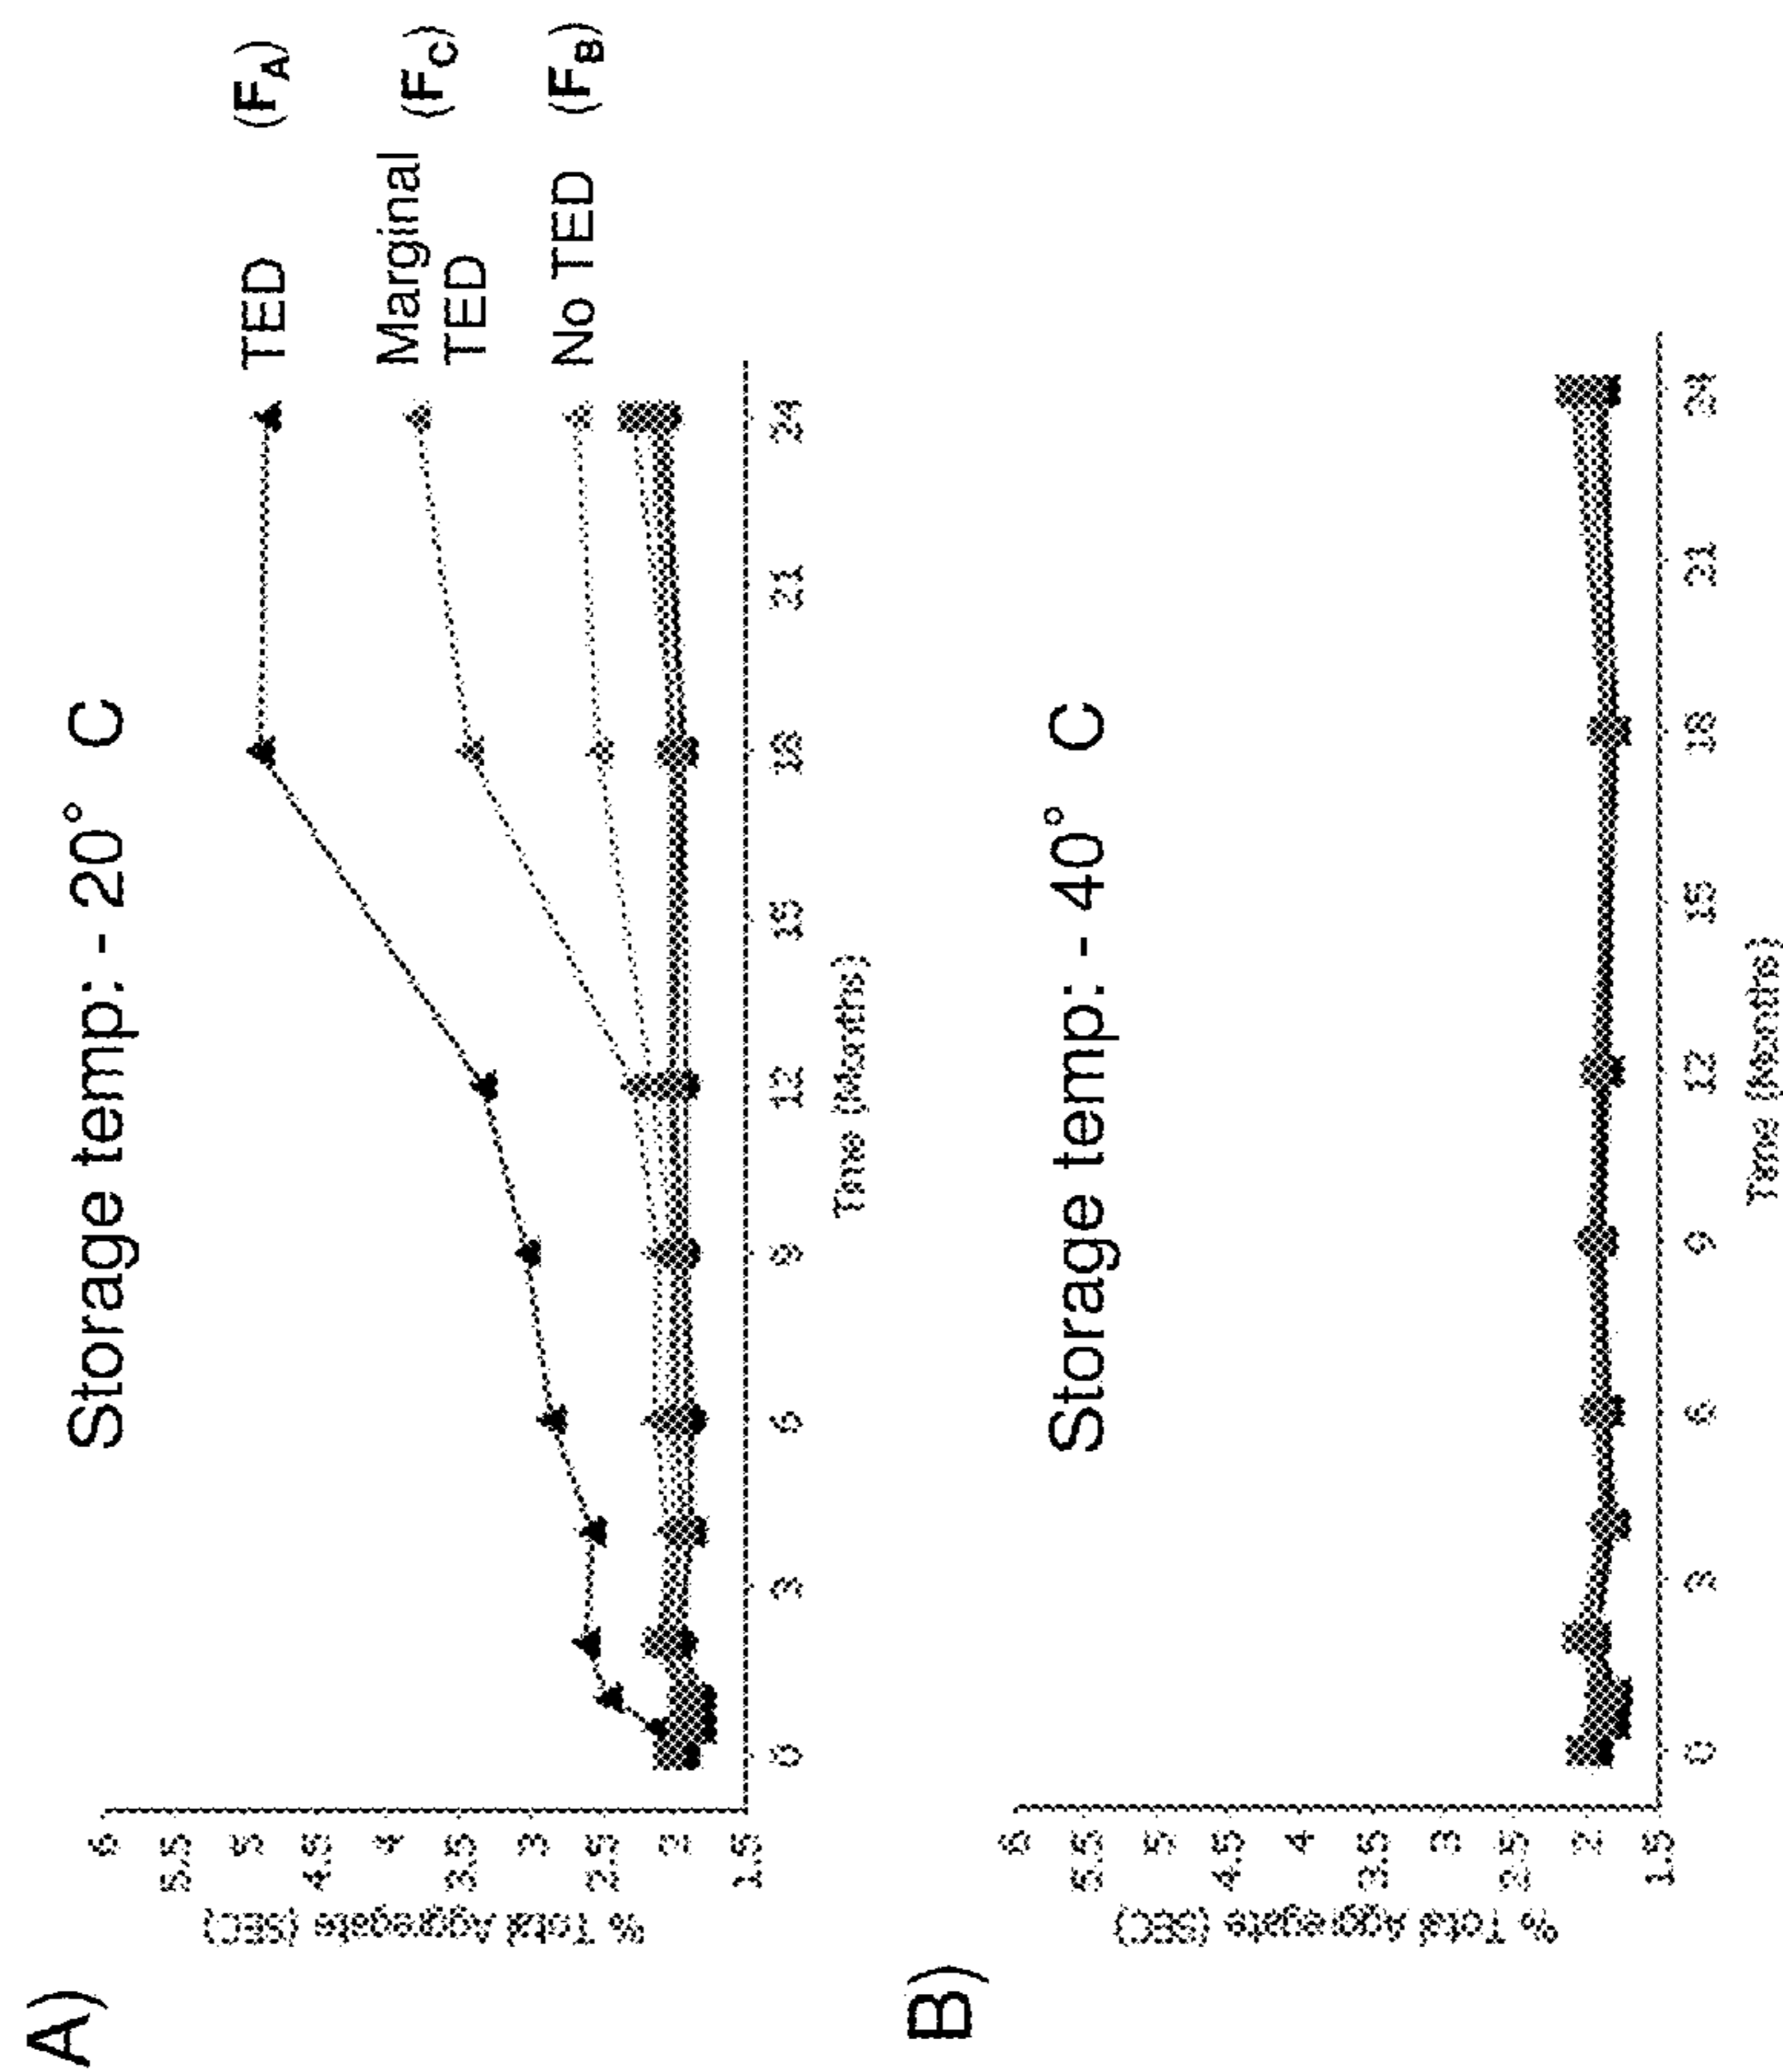 A)
Storage temp: - 20° C
% Total Aggregate (SEC)
6
5.5
5
4.5
4
3.5
3
2.5
2
1.5
0 3 6 9 12 15 18 21 24
Time (Months)
TED (FA)
Marginal (FC)
TED
No TED (FB)
B)
Storage temp: - 40° C
% Total Aggregate (SEC)
6
5.5
5
4.5
4
3.5
3
2.5
2
1.5
0 3 6 9 12 15 18 21 24
Time (Months)